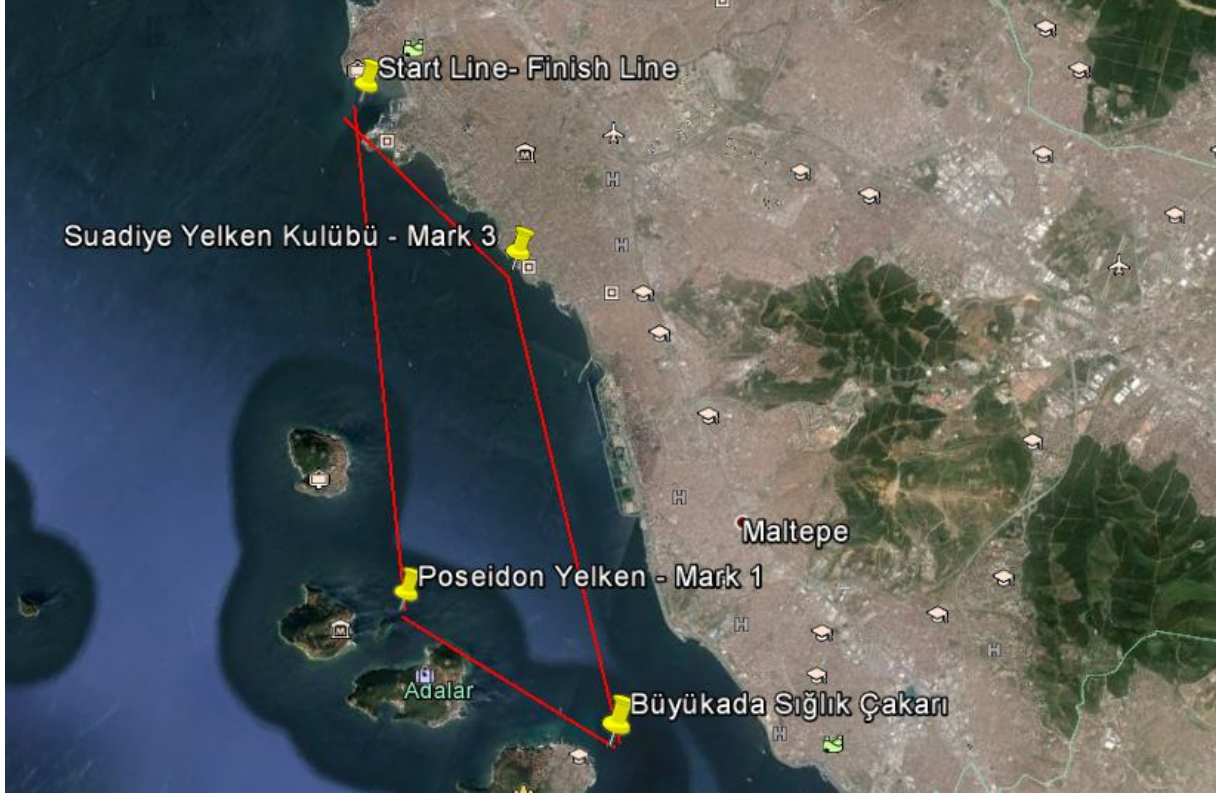 Start Line- Finish Line
Suadiye Yelken Kulübü - Mark 3
Maltepe
Poseidon Yelken - Mark 1
Adalar
Büyükada Sığlık Çakarı